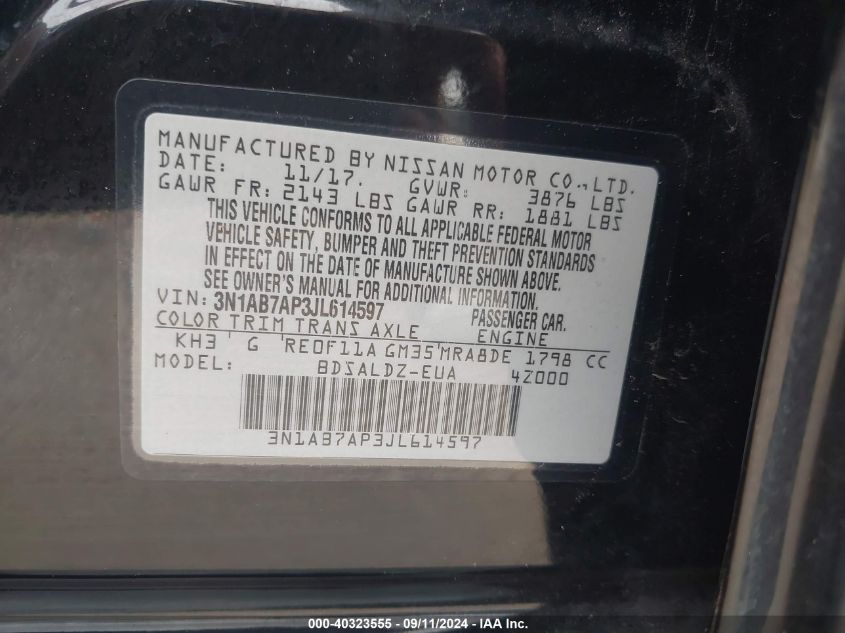 MANUFACTURED BY NISSAN MOTOR CO.,LTD.
DATE: 11/17. GVWR: 3876 LBS
GAWR FR: 2143 LBS GAWR RR: 1881 LBS
THIS VEHICLE CONFORMS TO ALL APPLICABLE FEDERAL MOTOR
VEHICLE SAFETY, BUMPER AND THEFT PREVENTION STANDARDS
IN EFFECT ON THE DATE OF MANUFACTURE SHOWN ABOVE.
SEE OWNER'S MANUAL FOR ADDITIONAL INFORMATION.
VIN: 3N1AB7AP3JL614597 PASSENGER CAR.
COLOR TRIM TRANS AXLE ENGINE
KH3 G RE0F11A GM35 MRA8DE 1798 CC
MODEL: BDSALDZ-EUA 4Z000
3N1AB7AP3JL614597
000-40323555 - 09/11/2024 - IAAI Inc.